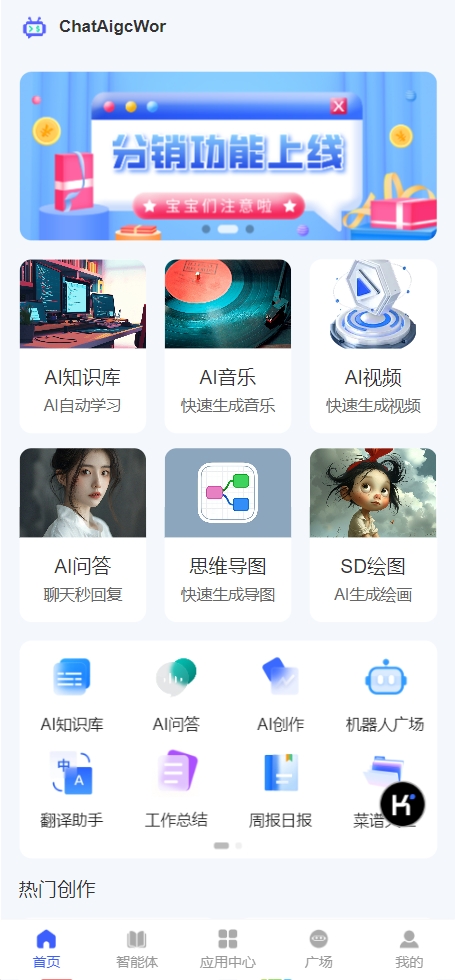 ChatAigcWor
分销功能上线
宝宝们注意啦
AI知识库
AI音乐
AI视频
AI自动学习
快速生成音乐
快速生成视频
AI问答
思维导图
SD绘图
聊天秒回复
快速生成导图
AI生成绘画
AI知识库
AI问答
AI创作
机器人广场
中
A
翻译助手
工作总结
周报日报
菜谱大
热门创作
首页
智能体
应用中心
广场
我的